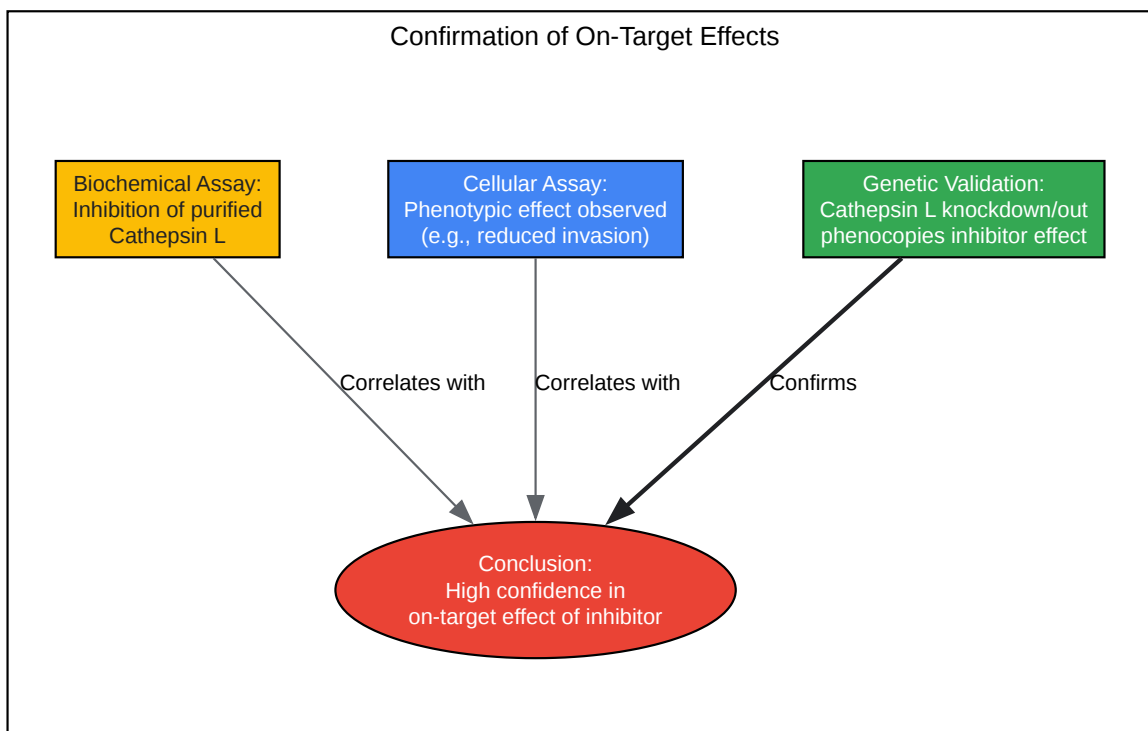 Confirmation of On-Target Effects
Biochemical Assay:
Inhibition of purified
Cathepsin L
Cellular Assay:
Phenotypic effect observed
(e.g., reduced invasion)
Genetic Validation:
Cathepsin L knockdown/out
phenocopies inhibitor effect
Correlates with
Correlates with
Confirms
Conclusion:
High confidence in
on-target effect of inhibitor